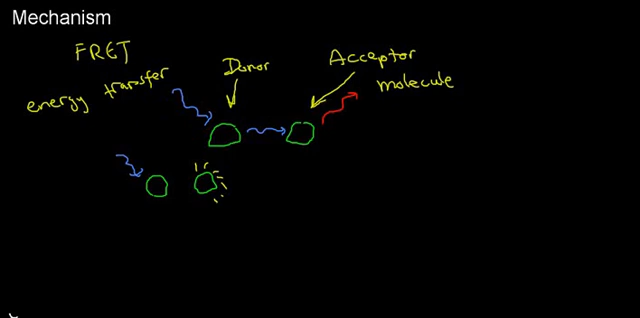 Mechanism
FRET
energy transfer
Donor
Acceptor
molecule